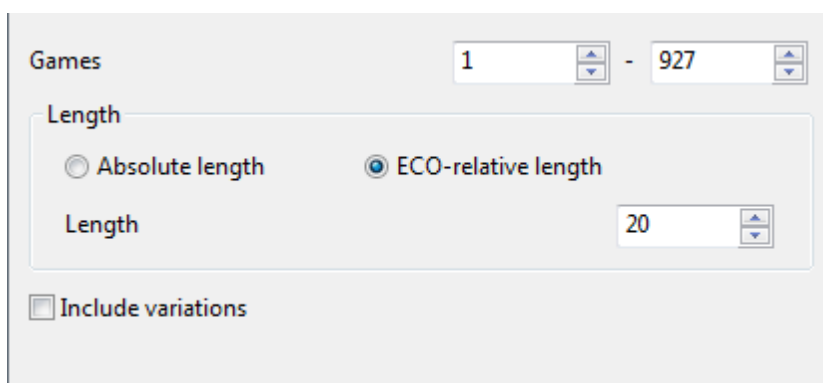 Games 1 - 927
Length
Absolute length ECO-relative length
Length 20
Include variations